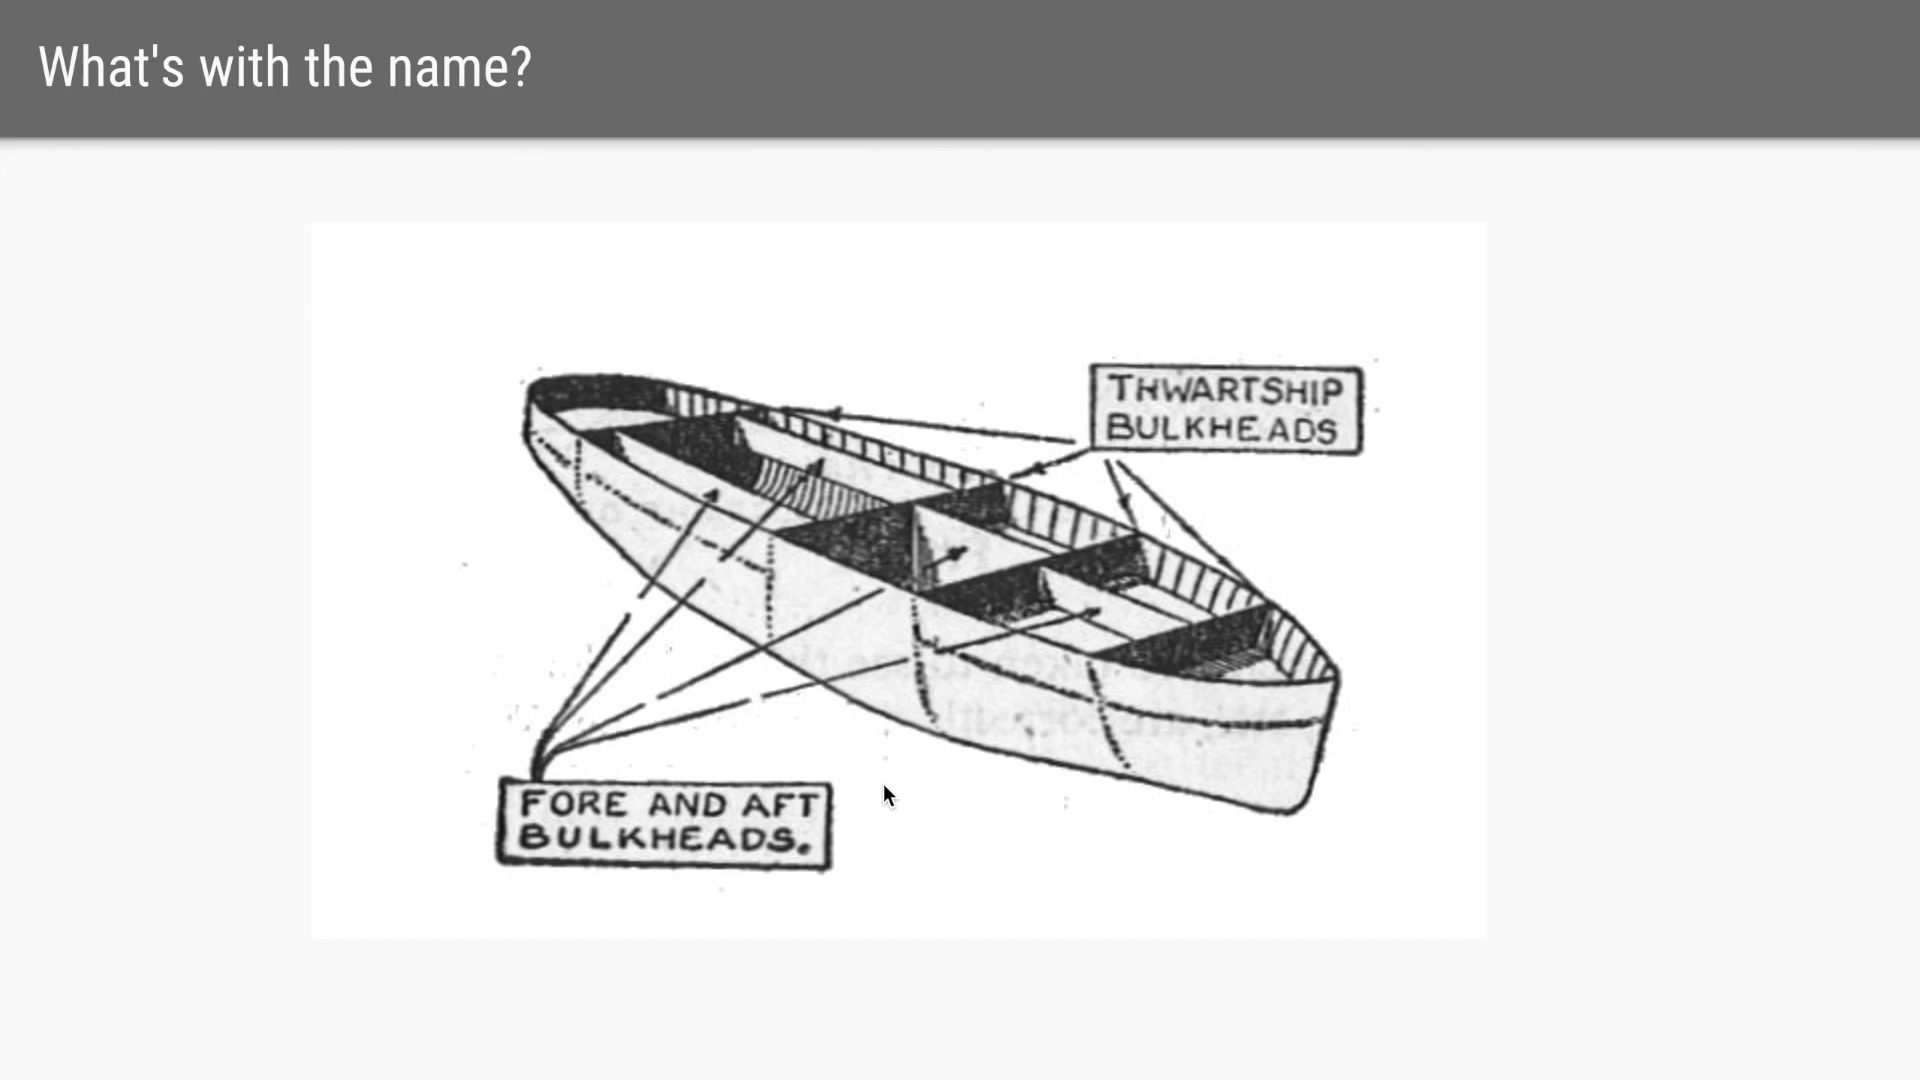 What's with the name?
THWARTSHIP
BULKHEADS
FORE AND AFT
BULKHEADS.